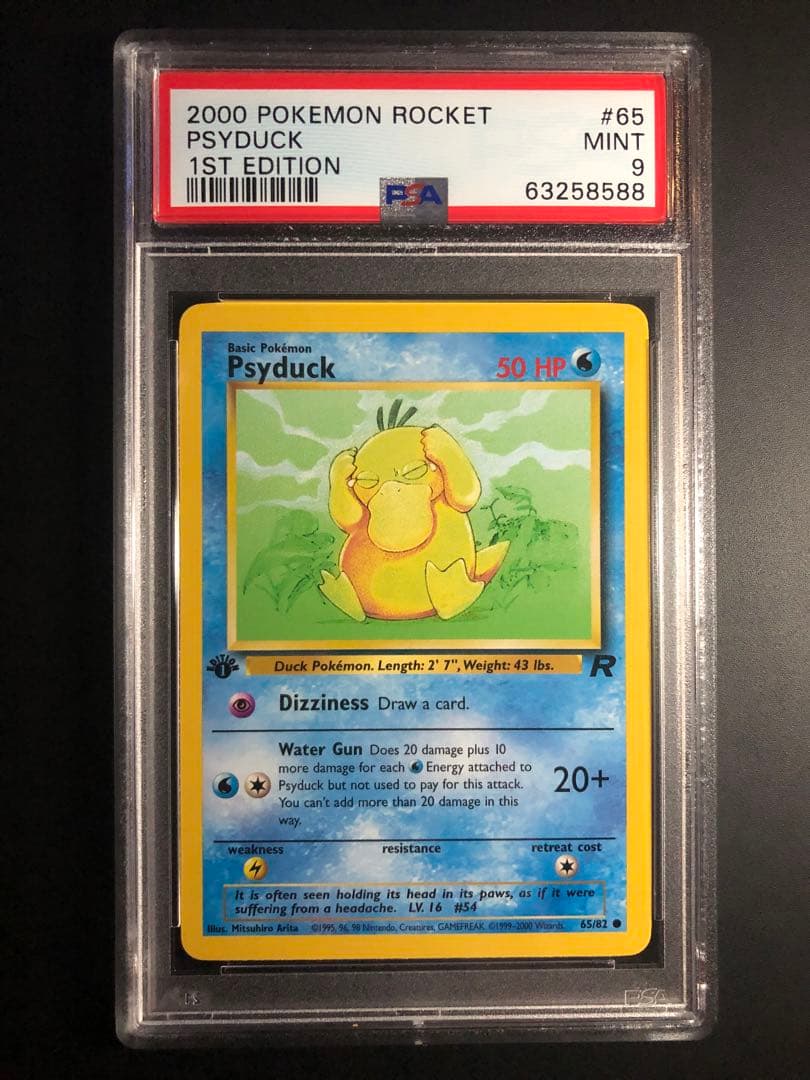 2000 POKEMON ROCKET #65
PSYDUCK MINT
1ST EDITION 9
PSA 63258588
Basic Pokémon
Psyduck 50 HP
EDITION
1
Duck Pokémon. Length: 2' 7", Weight: 43 lbs. R
Dizziness Draw a card.
Water Gun Does 20 damage plus 10
more damage for each Energy attached to
Psyduck but not used to pay for this attack.
You can't add more than 20 damage in this
way.
20+
weakness resistance retreat cost
It is often seen holding its head in its paws, as if it were
suffering from a headache. LV. 16 #54
Illus. Mitsuhiro Arita ©1995, 96, 98 Nintendo, Creatures, GAMEFREAK. ©1999-2000 Wizards. 65/82
PSA